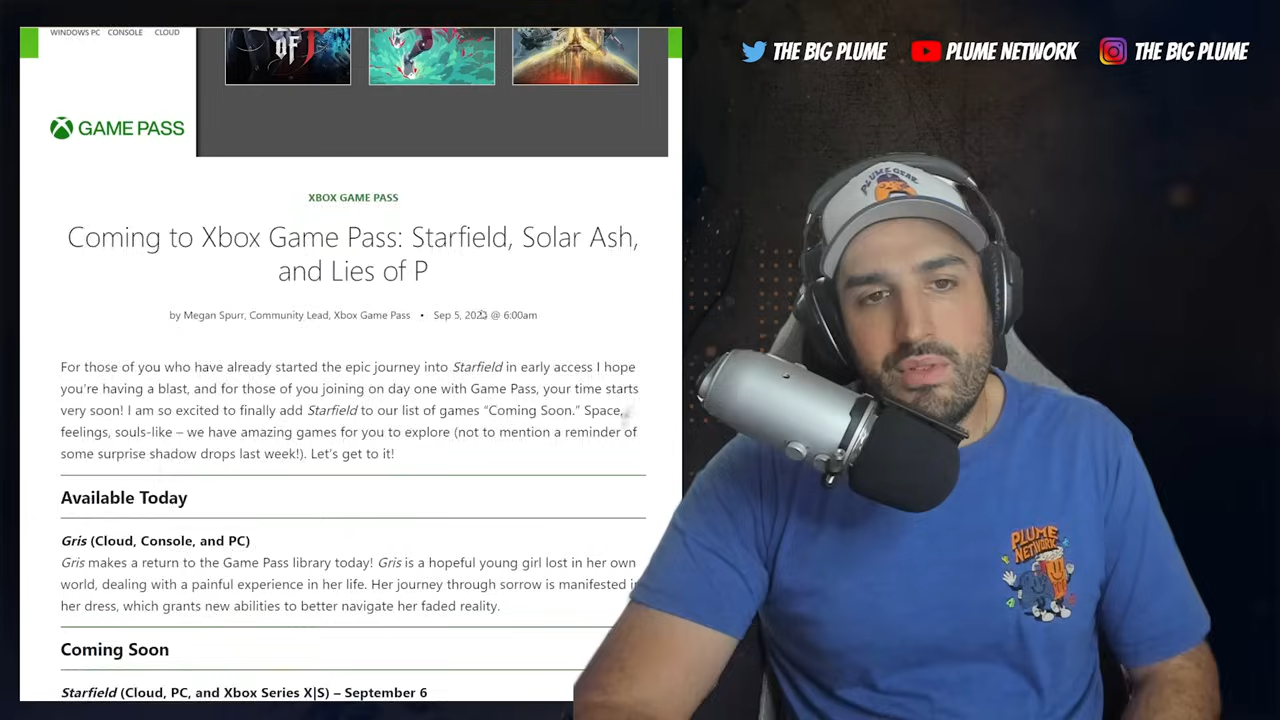 WINDOWS PC CONSOLE CLOUD
OF
GAME PASS
THE BIG PLUME PLUME NETWORK THE BIG PLUME
XBOX GAME PASS
Coming to Xbox Game Pass: Starfield, Solar Ash,
and Lies of P
by Megan Spurr, Community Lead, Xbox Game Pass • Sep 5, 2023 @ 6:00am
For those of you who have already started the epic journey into Starfield in early access I hope
you're having a blast, and for those of you joining on day one with Game Pass, your time starts
very soon! I am so excited to finally add Starfield to our list of games “Coming Soon.” Space,
feelings, souls-like – we have amazing games for you to explore (not to mention a reminder of
some surprise shadow drops last week!). Let's get to it!
Available Today
Gris (Cloud, Console, and PC)
Gris makes a return to the Game Pass library today! Gris is a hopeful young girl lost in her own
world, dealing with a painful experience in her life. Her journey through sorrow is manifested in
her dress, which grants new abilities to better navigate her faded reality.
Coming Soon
Starfield (Cloud, PC, and Xbox Series X|S) – September 6
PLUME GEAR
PLUME
NETWORK